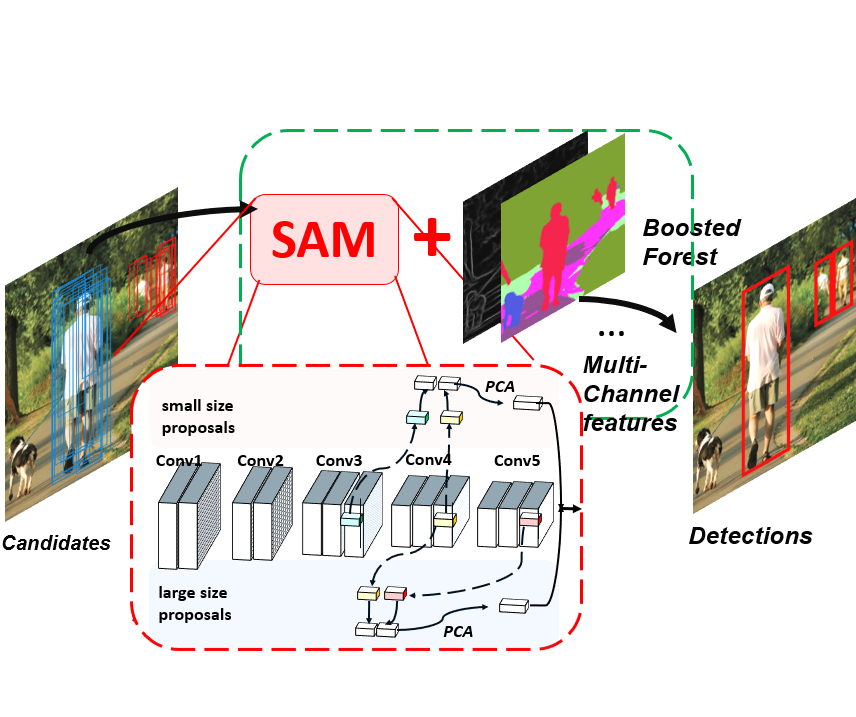 SAM
+
Boosted
Forest
...
Multi-
Channel
features
Candidates
Detections
small size
proposals
PCA
Conv1
Conv2
Conv3
Conv4
Conv5
large size
proposals
PCA